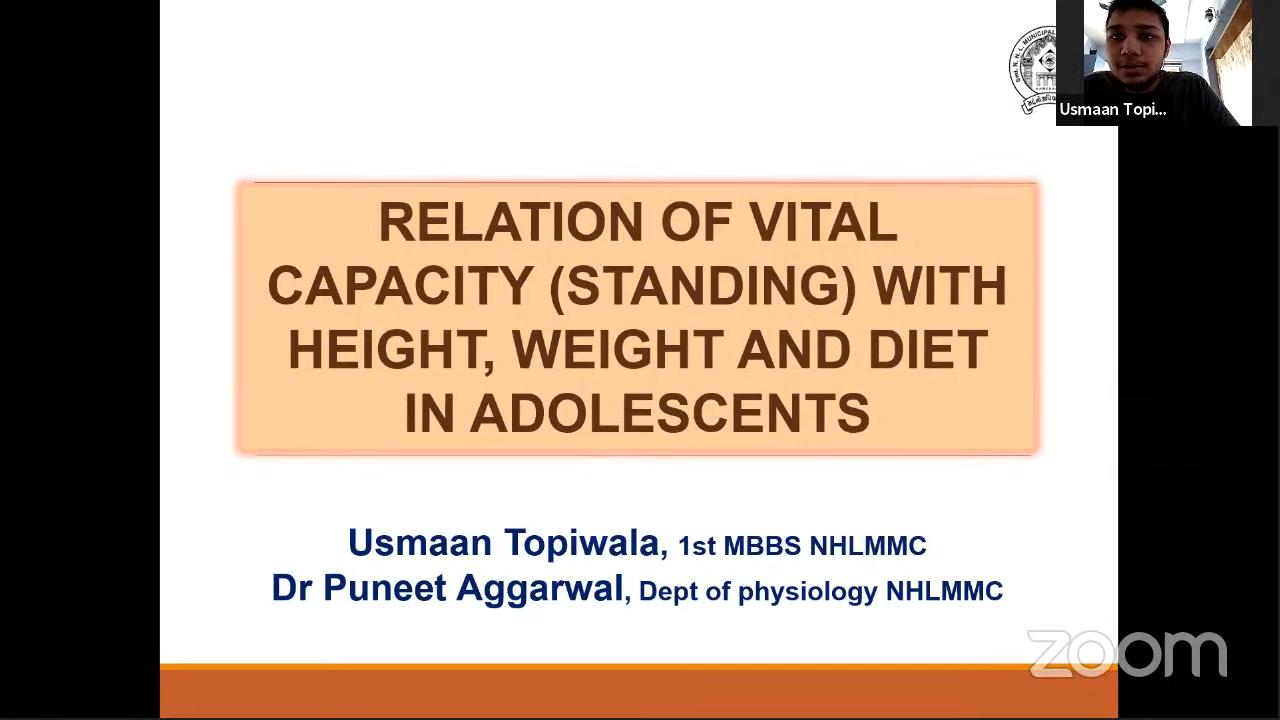 RELATION OF VITAL
CAPACITY (STANDING) WITH
HEIGHT, WEIGHT AND DIET
IN ADOLESCENTS
Usmaan Topiwala, 1st MBBS NHLMMC
Dr Puneet Aggarwal, Dept of physiology NHLMMC
Usmaan Topi...
zoom